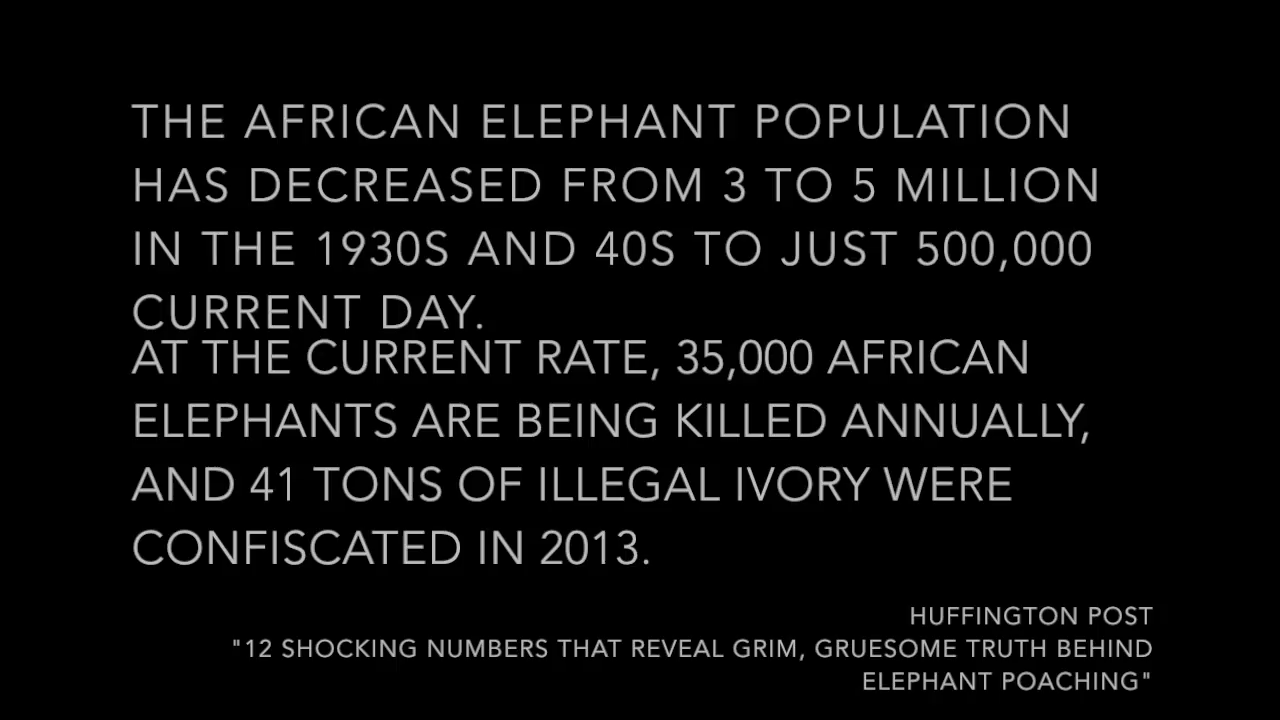 THE AFRICAN ELEPHANT POPULATION
HAS DECREASED FROM 3 TO 5 MILLION
IN THE 1930S AND 40S TO JUST 500,000
CURRENT DAY.
AT THE CURRENT RATE, 35,000 AFRICAN
ELEPHANTS ARE BEING KILLED ANNUALLY,
AND 41 TONS OF ILLEGAL IVORY WERE
CONFISCATED IN 2013.
HUFFINGTON POST
"12 SHOCKING NUMBERS THAT REVEAL GRIM, GRUESOME TRUTH BEHIND
ELEPHANT POACHING"